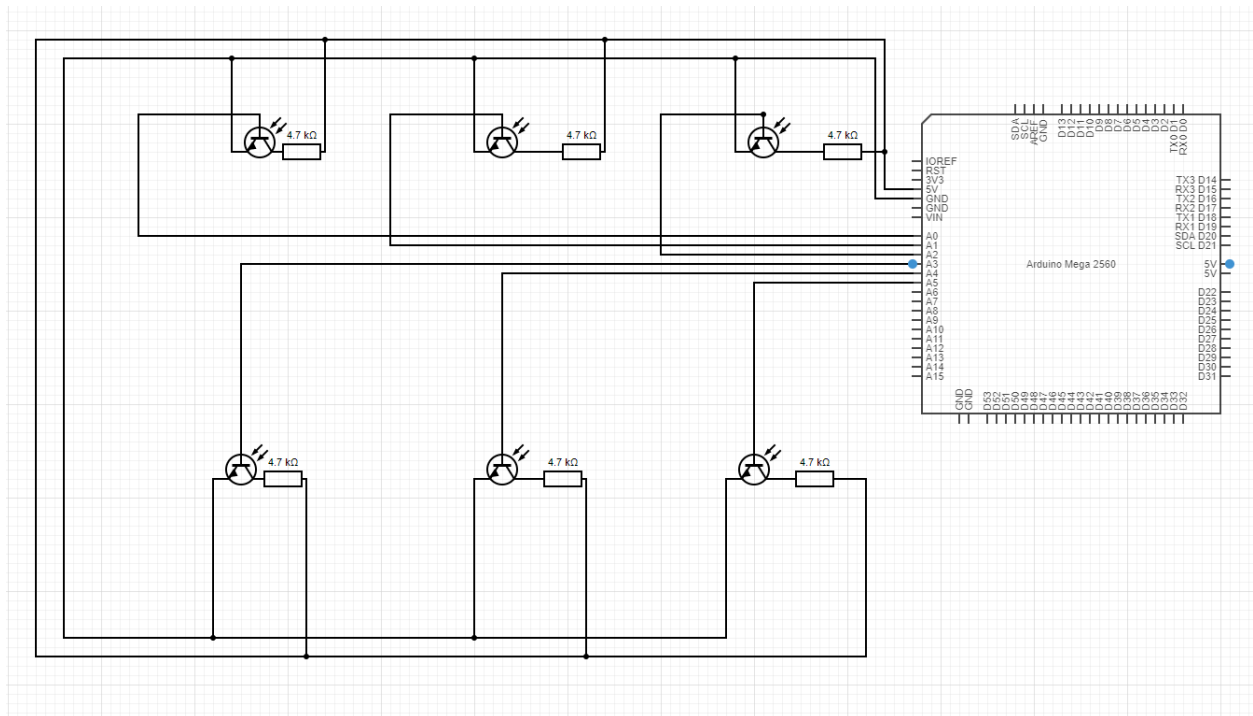 4.7 kΩ
4.7 kΩ
4.7 kΩ
SDA
SCL
AREF
GND
D13
D12
D11
D10
D9
D8
D7
D6
D5
D4
D3
D2
TX0 D1
RX0 D0
IOREF
RST
3V3
5V
GND
GND
VIN
A0
A1
A2
A3
A4
A5
A6
A7
A8
A9
A10
A11
A12
A13
A14
A15
Arduino Mega 2560
TX3 D14
RX3 D15
TX2 D16
RX2 D17
TX1 D18
RX1 D19
SDA D20
SCL D21
5V
5V
D22
D23
D24
D25
D26
D27
D28
D29
D30
D31
GND
GND
D53
D52
D51
D50
D49
D48
D47
D46
D45
D44
D43
D42
D41
D40
D39
D38
D37
D36
D35
D34
D33
D32
4.7 kΩ
4.7 kΩ
4.7 kΩ